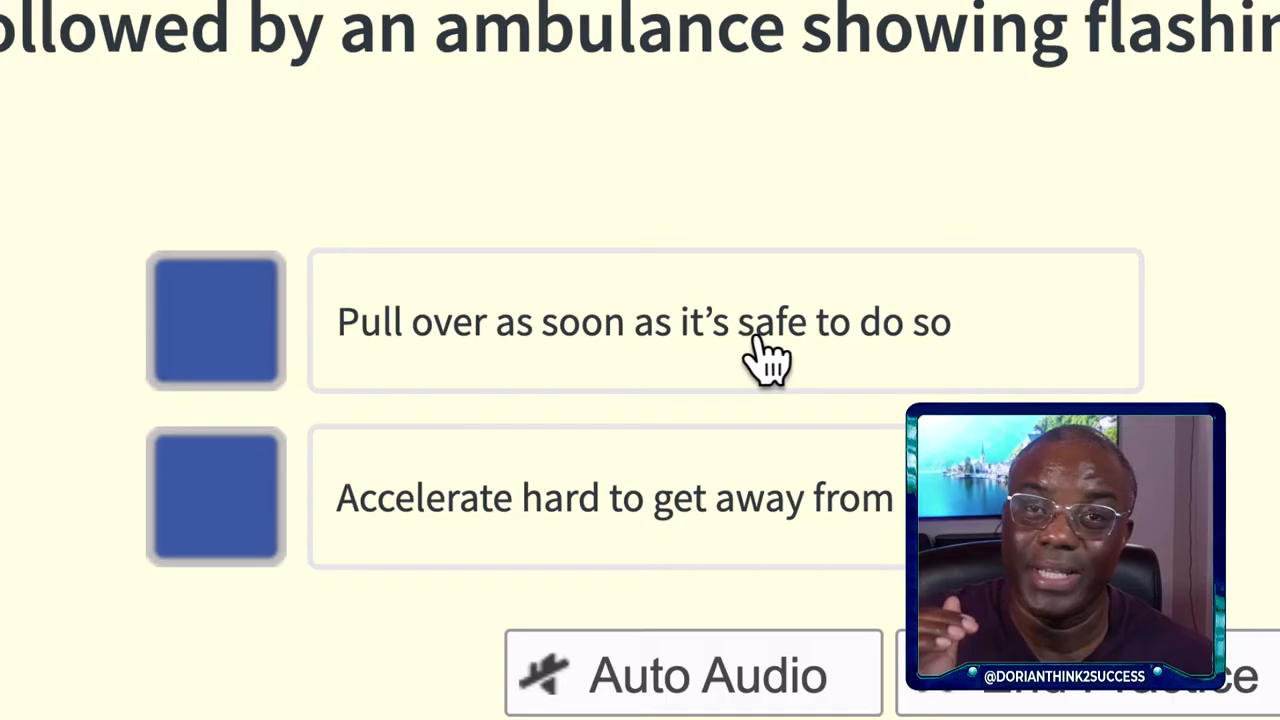 ollowed by an ambulance showing flashin
Pull over as soon as it’s safe to do so
Accelerate hard to get away from
Auto Audio
@DORIANTHINK2SUCCESS